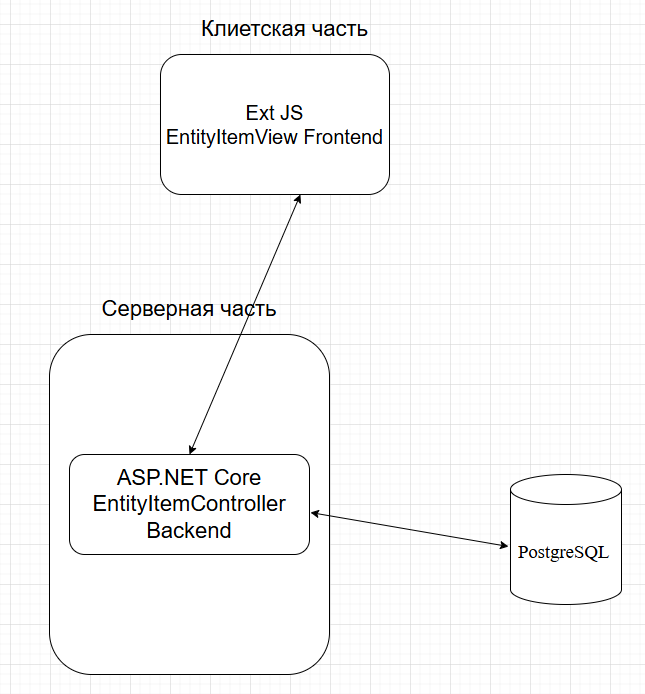 Клиетская часть
Ext JS
EntityItemView Frontend
Серверная часть
ASP.NET Core
EntityItemController
Backend
PostgreSQL